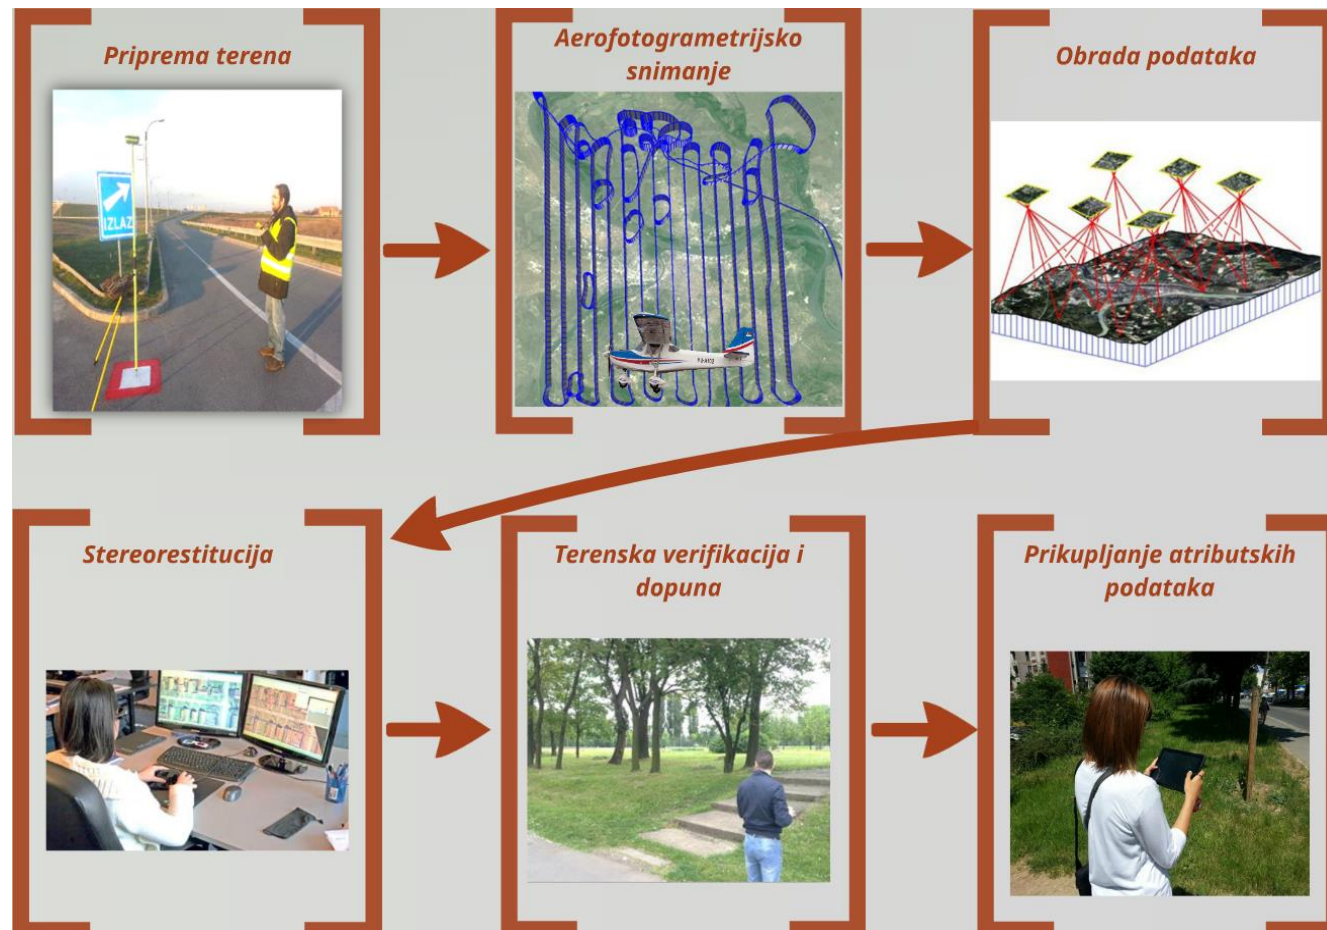 Priprema terena
Aerofotogrametrijsko
snimanje
Obrada podataka
IZLAZ
Stereorestitucija
Terenska verifikacija i
dopuna
Prikupljanje atributskih
podataka